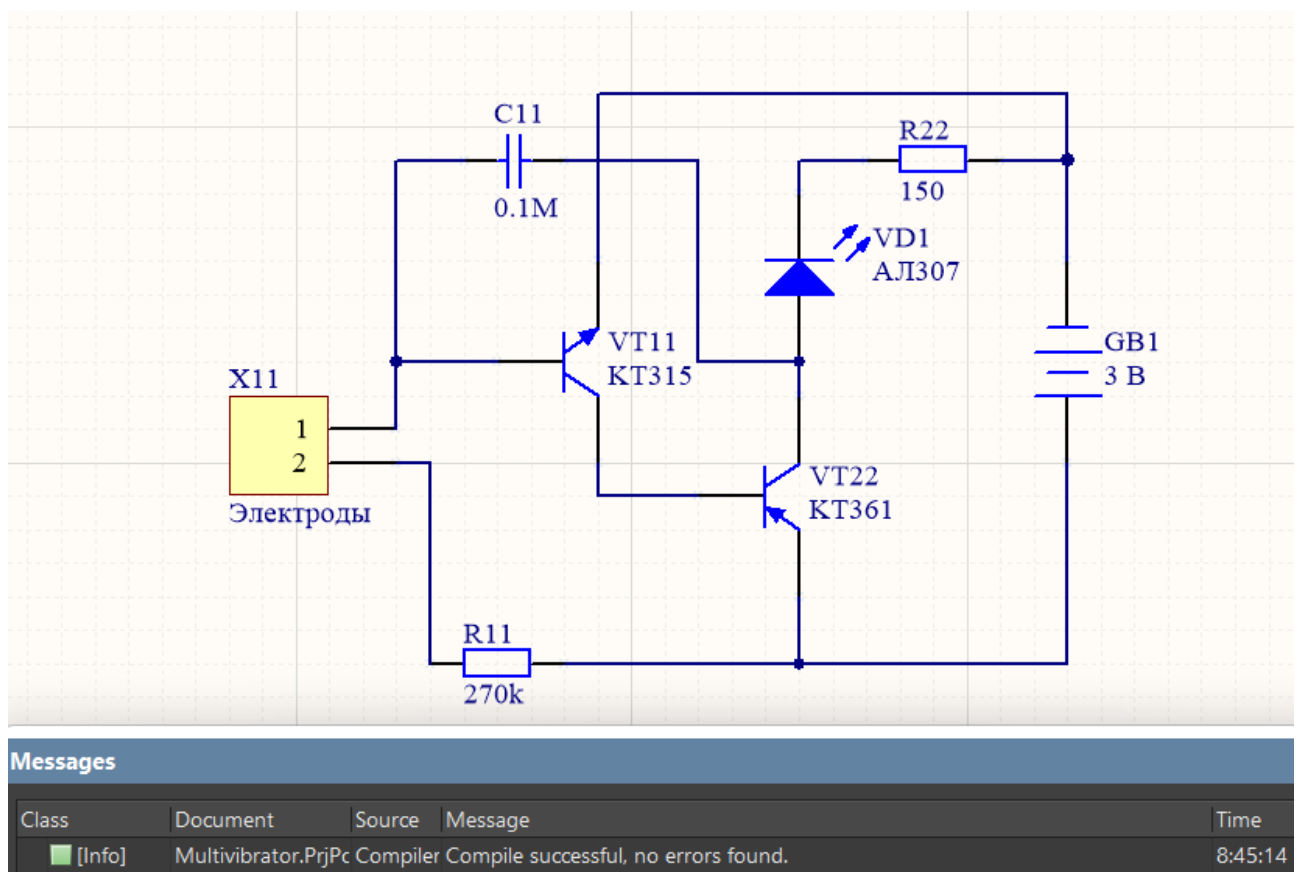 C11
0.1M
R22
150
VD1
АЛ307
VT11
КТ315
GB1
3 В
X11
1
2
Электроды
VT22
КТ361
R11
270k
Messages
Class Document Source Message Time
[Info] Multivibrator.PrjPc Compiler Compile successful, no errors found. 8:45:14